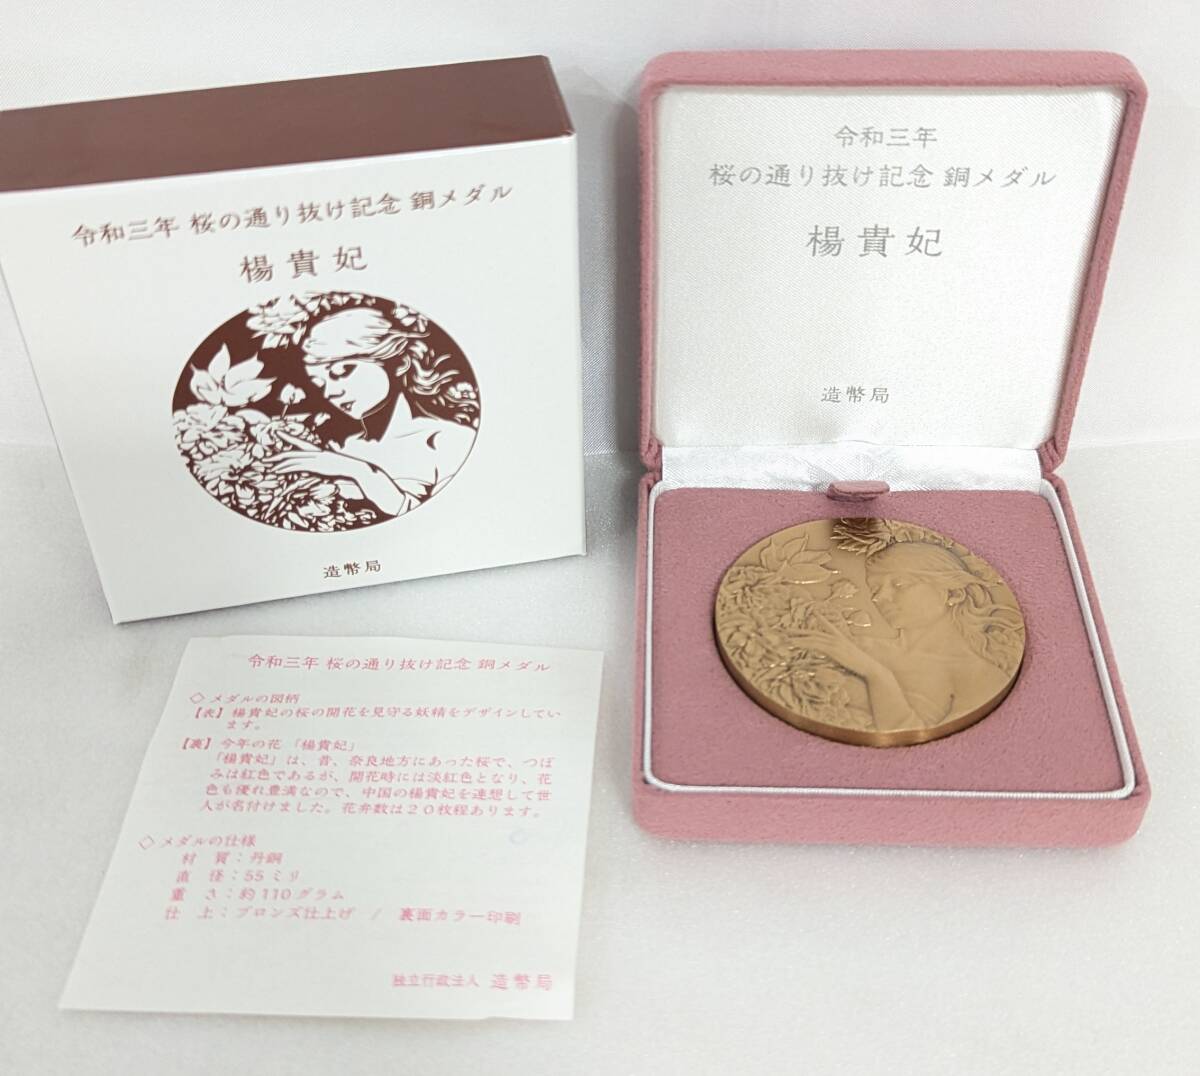 令和三年 桜の通り抜け記念 銅メダル
楊貴妃
造幣局
令和三年
桜の通り抜け記念 銅メダル
楊貴妃
造幣局
令和三年 桜の通り抜け記念 銅メダル
◇メダルの図柄
【表】楊貴妃の桜の開花を見守る妖精をデザインしてい
ます。
【裏】今年の花 「楊貴妃」
「楊貴妃」は、昔、奈良地方にあった桜で、つぼ
みは紅色であるが、開花時には淡紅色となり、花
色も優れ豊満なので、中国の楊貴妃を連想して世
人が名付けました。花弁数は20枚程あります。
◇メダルの仕様
材 質:丹銅
直 径:55ミリ
重 さ:約110グラム
仕 上:ブロンズ仕上げ / 裏面カラー印刷
独立行政法人 造幣局